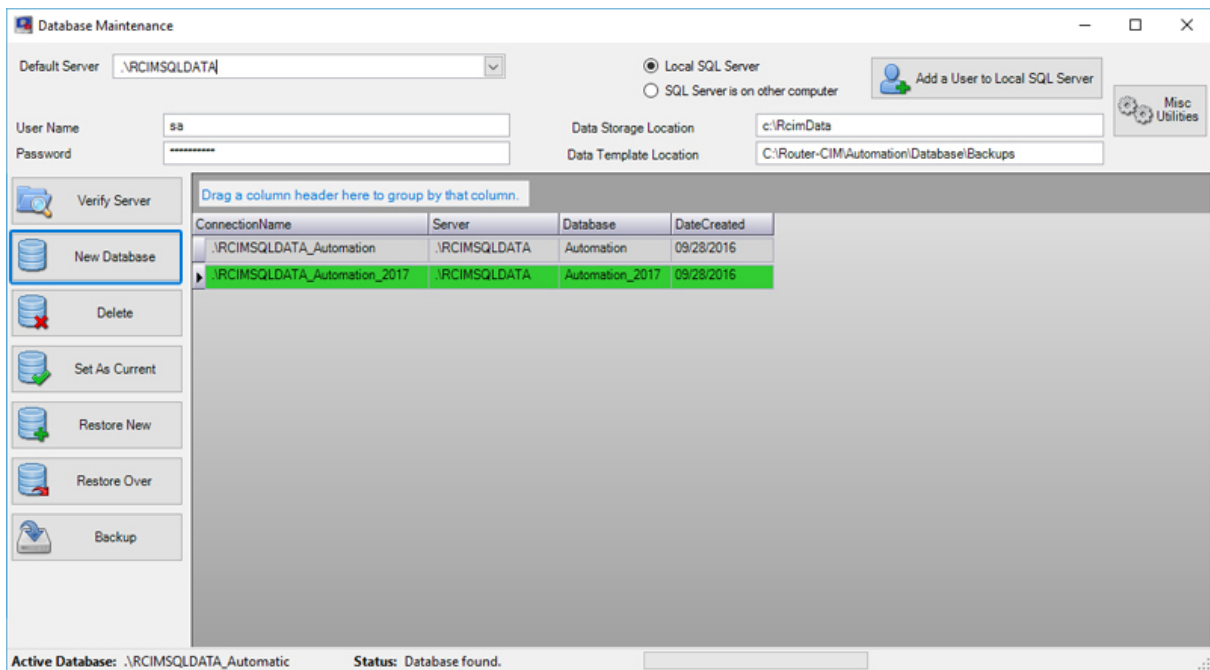 Database Maintenance
Default Server .\RCIMSQLDATA
Local SQL Server
SQL Server is on other computer
Add a User to Local SQL Server
Misc Utilities
User Name sa
Data Storage Location c:\RcimData
Password ***********
Data Template Location C:\Router-CIM\Automation\Database\Backups
Verify Server
New Database
Delete
Set As Current
Restore New
Restore Over
Backup
Drag a column header here to group by that column.
ConnectionName Server Database DateCreated
.\RCIMSQLDATA_Automation .\RCIMSQLDATA Automation 09/28/2016
.\RCIMSQLDATA_Automation_2017 .\RCIMSQLDATA Automation_2017 09/28/2016
Active Database: .\RCIMSQLDATA_Automatic Status: Database found.